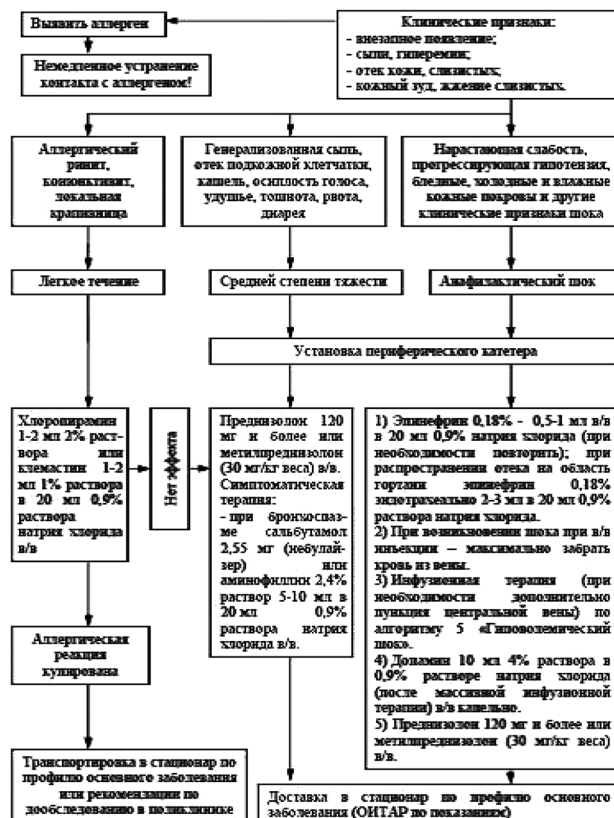 Выявить аллерген
Немедленное устранение
контакта с аллергеном!
Клинические признаки:
- внезапное появление;
- сыпи, гиперемии;
- отек кожи, слизистых;
- кожный зуд, жжение слизистых.
Аллергический
ринит,
конъюнктивит,
локальная
крапивница
Генерализованная сыпь,
отек подкожной клетчатки,
кашель, осиплость голоса,
удушье, тошнота, рвота,
диарея
Нарастающая слабость,
прогрессирующая гипотензия,
бледные, холодные и влажные
кожные покровы и другие
клинические признаки шока
Легкое течение
Средней степени тяжести
Анафилактический шок
Установка периферического катетера
Хлоропирамин
1-2 мл 2% раст-
вора или
клемастин 1-2
мл 1% раствора
в 20 мл 0,9%
раствора
натрия хлорида
в/в
Нет эффекта
Преднизолон 120
мг и более или
метилпреднизолон
(30 мг/кг веса) в/в.
Симптоматическая
терапия:
- при бронхоспаз-
ме сальбутамол
2,55 мг (небулай-
зер) или
аминофиллин 2,4%
раствор 5-10 мл в
20 мл 0,9%
раствора натрия
хлорида в/в.
1) Эпинефрин 0,18% - 0,5-1 мл в/в
в 20 мл 0,9% натрия хлорида (при
необходимости повторить); при
распространении отека на область
гортани эпинефрин 0,18%
эндотрахеально 2-3 мл в 20 мл 0,9%
раствора натрия хлорида.
2) При возникновении шока при в/в
инъекции – максимально забрать
кровь из вены.
3) Инфузионная терапия (при
необходимости дополнительно
пункция центральной вены) по
алгоритму 5 «Гиповолемический
шок».
4) Допамин 10 мл 4% раствора в
0,9% растворе натрия хлорида
(после массивной инфузионной
терапии) в/в капельно.
5) Преднизолон 120 мг и более или
метилпреднизолон (30 мг/кг веса)
в/в.
Аллергическая
реакция
купирована
Транспортировка в стационар по
профилю основного заболевания
или рекомендации по
дообследованию в поликлинике
Доставка в стационар по профилю основного
заболевания (ОИТАР по показаниям)